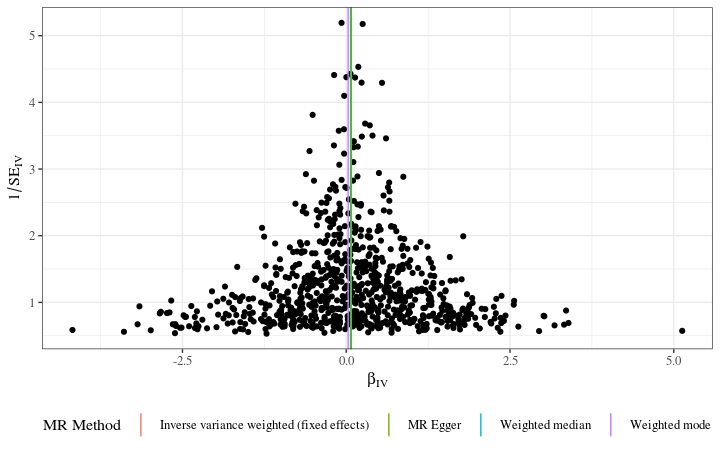 5
4
3
2
1
1/SE_IV
-2.5
0.0
2.5
5.0
β_IV
MR Method
Inverse variance weighted (fixed effects)
MR Egger
Weighted median
Weighted mode